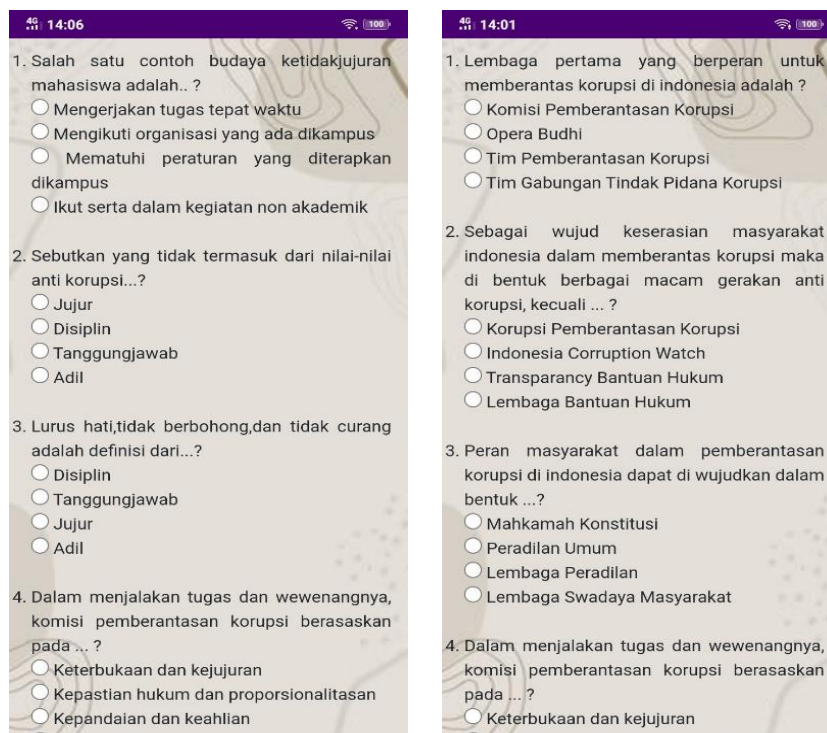 4G 14:06 100
1. Salah satu contoh budaya ketidakjujuran
mahasiswa adalah.. ?
Mengerjakan tugas tepat waktu
Mengikuti organisasi yang ada dikampus
Mematuhi peraturan yang diterapkan
dikampus
Ikut serta dalam kegiatan non akademik
2. Sebutkan yang tidak termasuk dari nilai-nilai
anti korupsi...?
Jujur
Disiplin
Tanggungjawab
Adil
3. Lurus hati,tidak berbohong,dan tidak curang
adalah definisi dari...?
Disiplin
Tanggungjawab
Jujur
Adil
4. Dalam menjalakan tugas dan wewenangnya,
komisi pemberantasan korupsi berasaskan
pada ... ?
Keterbukaan dan kejujuran
Kepastian hukum dan proporsionalitasan
Kepandaian dan keahlian
4G 14:01 100
1. Lembaga pertama yang berperan untuk
memberantas korupsi di indonesia adalah ?
Komisi Pemberantasan Korupsi
Opera Budhi
Tim Pemberantasan Korupsi
Tim Gabungan Tindak Pidana Korupsi
2. Sebagai wujud keserasian masyarakat
indonesia dalam memberantas korupsi maka
di bentuk berbagai macam gerakan anti
korupsi, kecuali ... ?
Korupsi Pemberantasan Korupsi
Indonesia Corruption Watch
Transparancy Bantuan Hukum
Lembaga Bantuan Hukum
3. Peran masyarakat dalam pemberantasan
korupsi di indonesia dapat di wujudkan dalam
bentuk ...?
Mahkamah Konstitusi
Peradilan Umum
Lembaga Peradilan
Lembaga Swadaya Masyarakat
4. Dalam menjalakan tugas dan wewenangnya,
komisi pemberantasan korupsi berasaskan
pada ... ?
Keterbukaan dan kejujuran